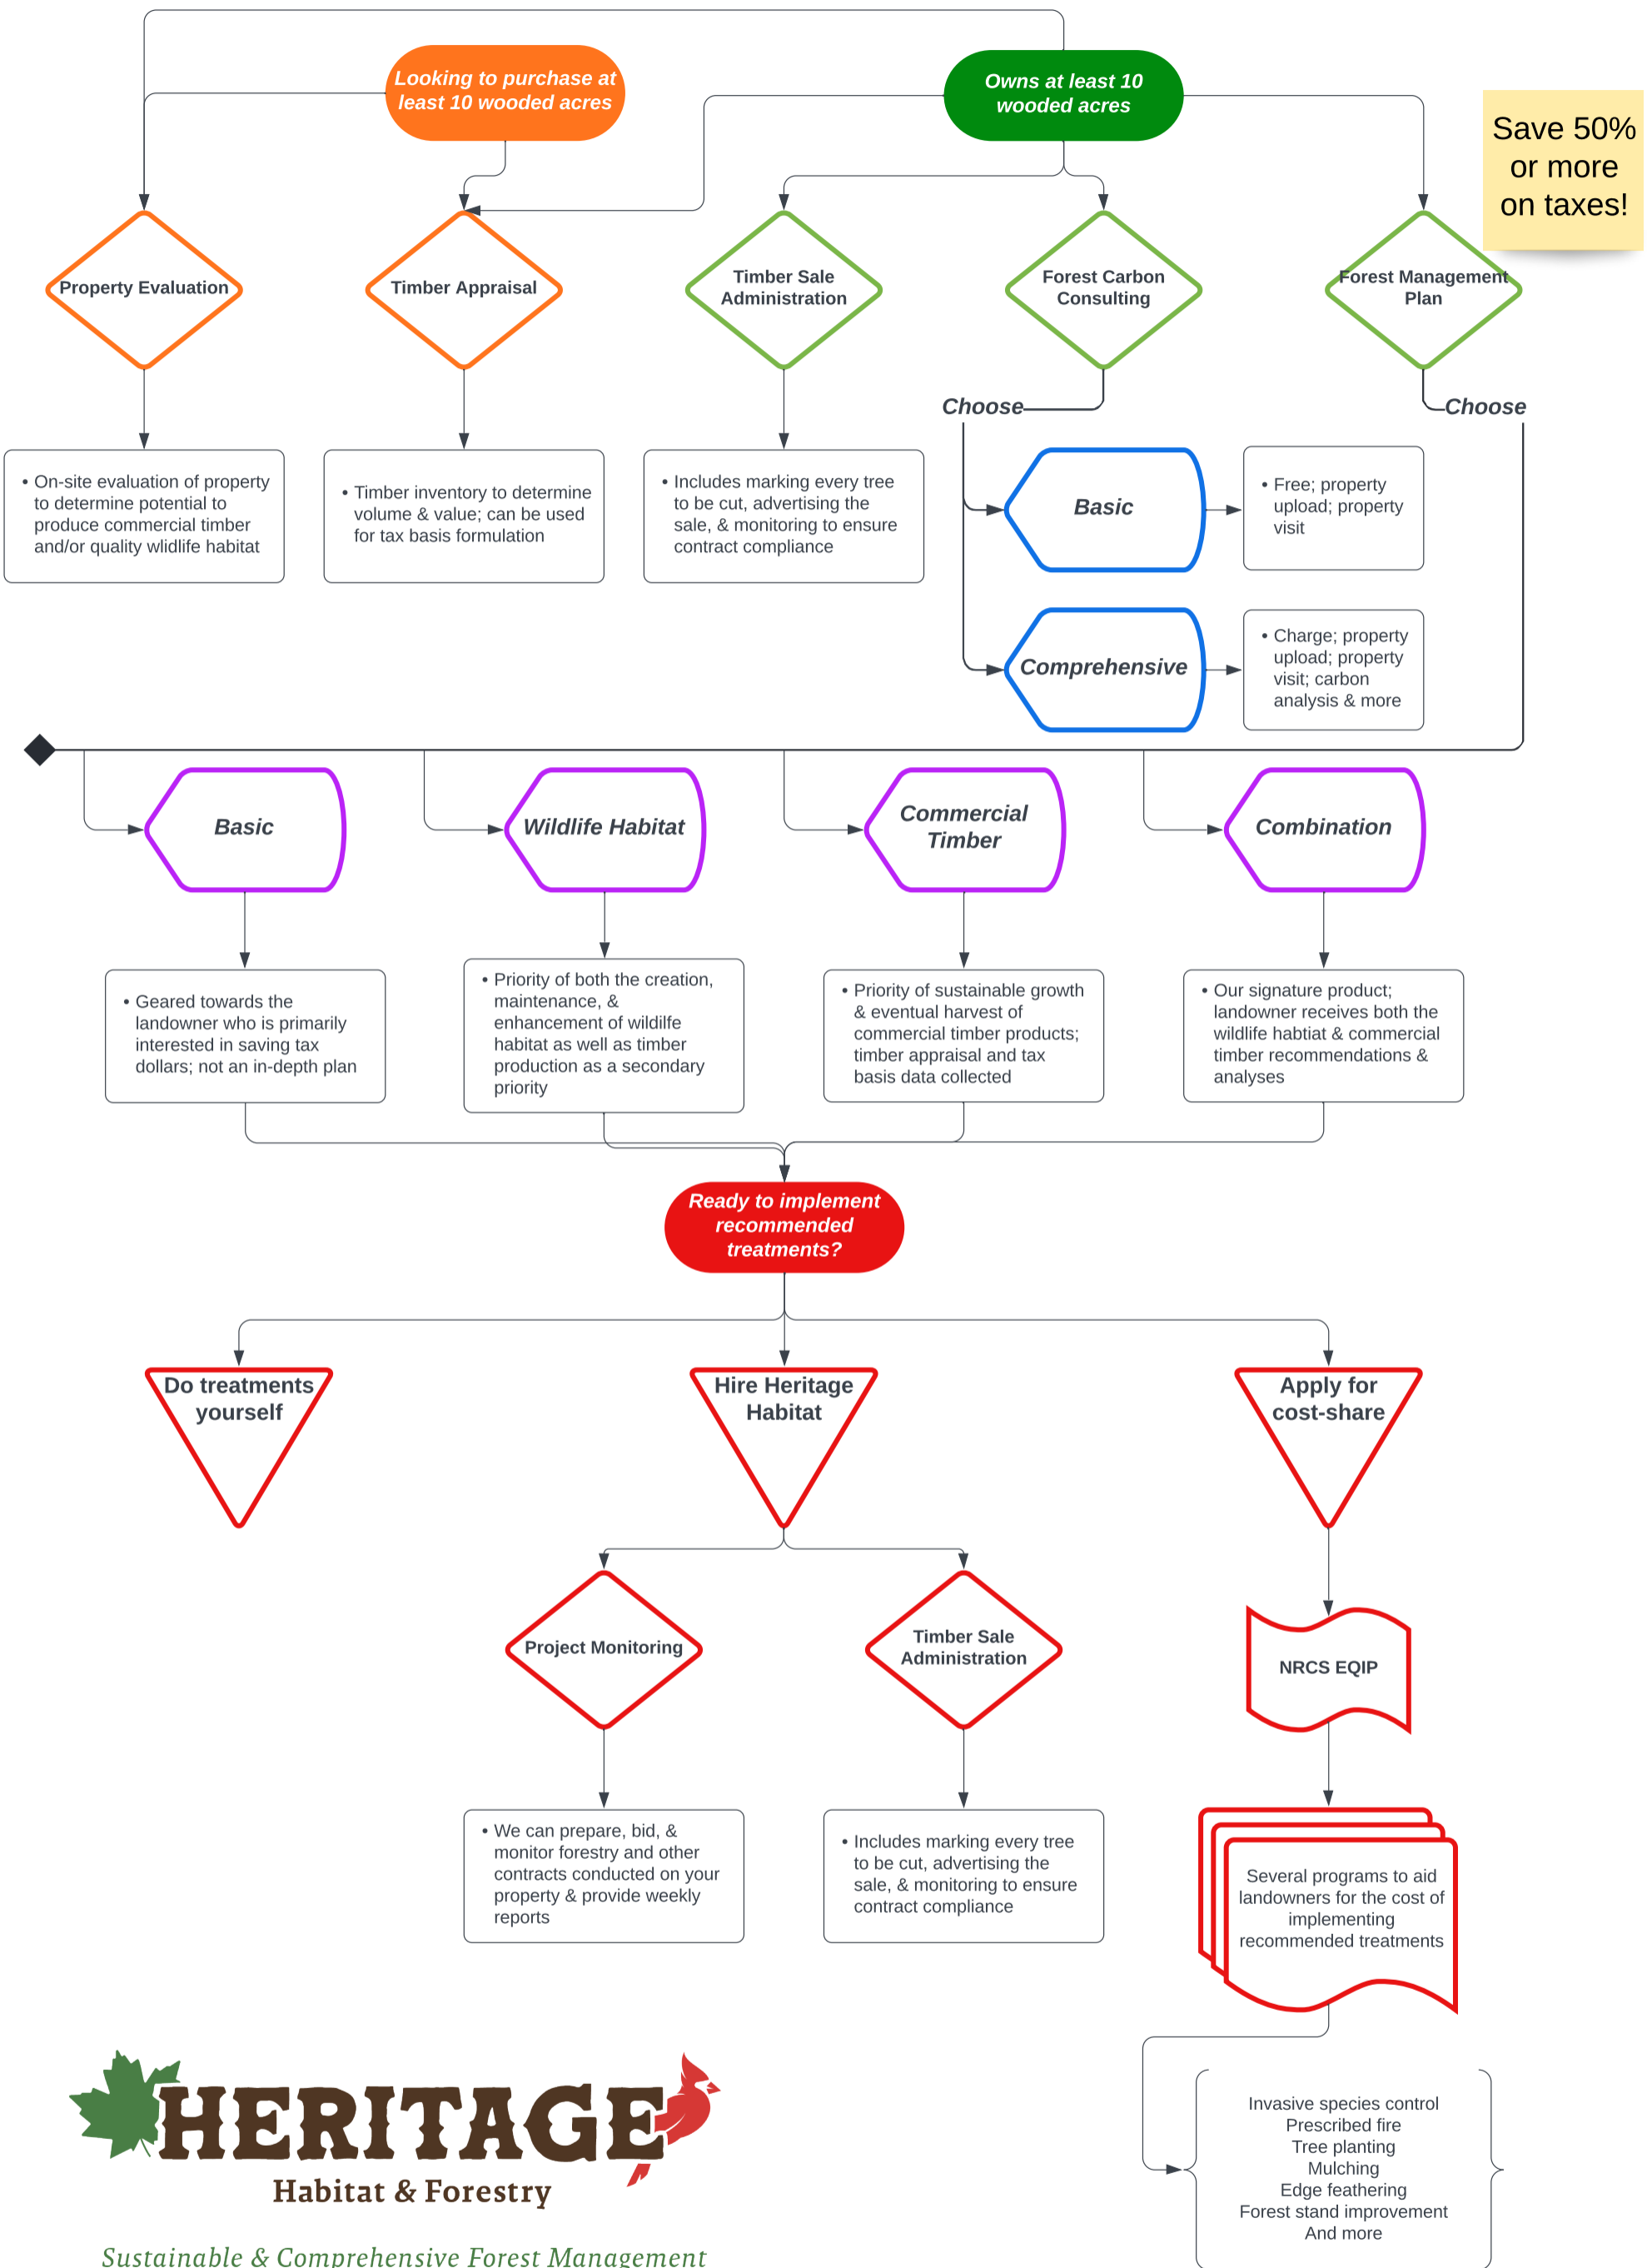 Looking to purchase at
least 10 wooded acres
Owns at least 10
wooded acres
Save 50%
or more
on taxes!
Property Evaluation
Timber Appraisal
Timber Sale
Administration
Forest Carbon
Consulting
Forest Management
Plan
Choose
Choose
• On-site evaluation of property
to determine potential to
produce commercial timber
and/or quality wlidlife habitat
• Timber inventory to determine
volume & value; can be used
for tax basis formulation
• Includes marking every tree
to be cut, advertising the
sale, & monitoring to ensure
contract compliance
Basic
• Free; property
upload; property
visit
Comprehensive
• Charge; property
upload; property
visit; carbon
analysis & more
Basic
Wildlife Habitat
Commercial
Timber
Combination
• Geared towards the
landowner who is primarily
interested in saving tax
dollars; not an in-depth plan
• Priority of both the creation,
maintenance, &
enhancement of wildilfe
habitat as well as timber
production as a secondary
priority
• Priority of sustainable growth
& eventual harvest of
commercial timber products;
timber appraisal and tax
basis data collected
• Our signature product;
landowner receives both the
wildlife habtiat & commercial
timber recommendations &
analyses
Ready to implement
recommended
treatments?
Do treatments
yourself
Hire Heritage
Habitat
Apply for
cost-share
Project Monitoring
Timber Sale
Administration
NRCS EQIP
• We can prepare, bid, &
monitor forestry and other
contracts conducted on your
property & provide weekly
reports
• Includes marking every tree
to be cut, advertising the
sale, & monitoring to ensure
contract compliance
Several programs to aid
landowners for the cost of
implementing
recommended treatments
Invasive species control
Prescribed fire
Tree planting
Mulching
Edge feathering
Forest stand improvement
And more
HERITAGE
Habitat & Forestry
Sustainable & Comprehensive Forest Management